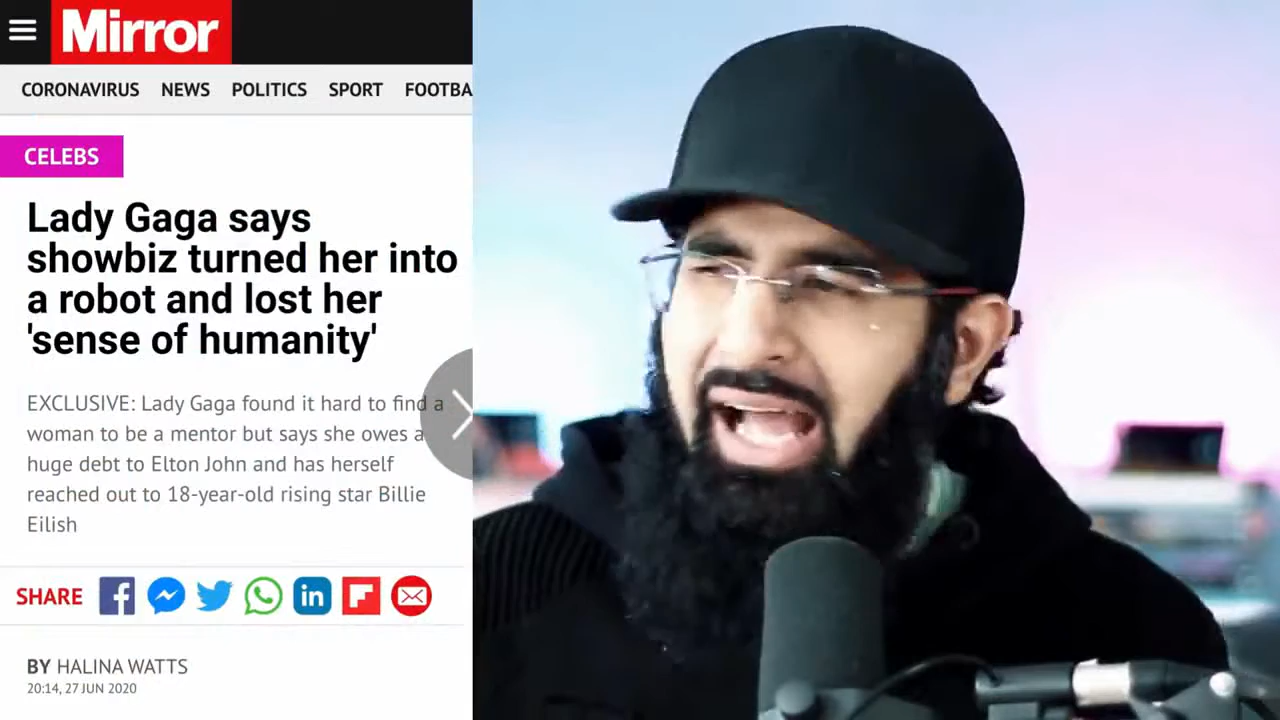 Mirror
CORONAVIRUS NEWS POLITICS SPORT FOOTBA
CELEBS
Lady Gaga says
showbiz turned her into
a robot and lost her
'sense of humanity'
EXCLUSIVE: Lady Gaga found it hard to find a
woman to be a mentor but says she owes a
huge debt to Elton John and has herself
reached out to 18-year-old rising star Billie
Eilish
SHARE
BY HALINA WATTS
20:14, 27 JUN 2020